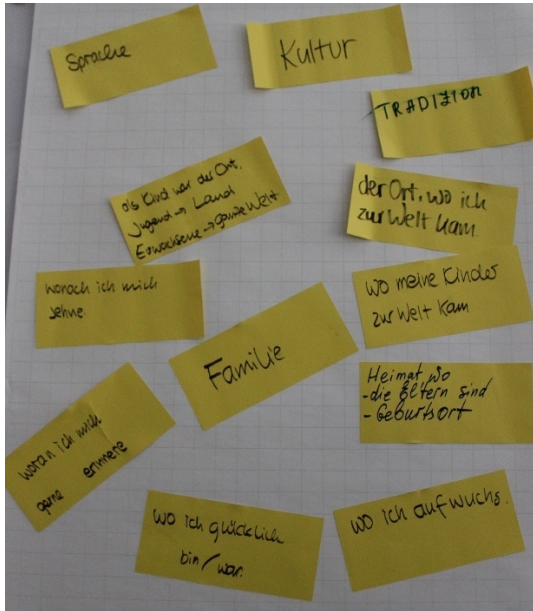 Sprache
Kultur
TRADIZION
als Kind war der Ort,
Jugend → Land
Erwachsene → ganze Welt
der Ort, wo ich
zur Welt kam.
wonach ich mich
sehne.
wo meine Kinder
zur Welt kam
Familie
Heimat wo
- die Eltern sind
- Geburtsort
woran ich mich
gerne erinnere
wo ich glücklich
bin / war.
wo ich aufwuchs.